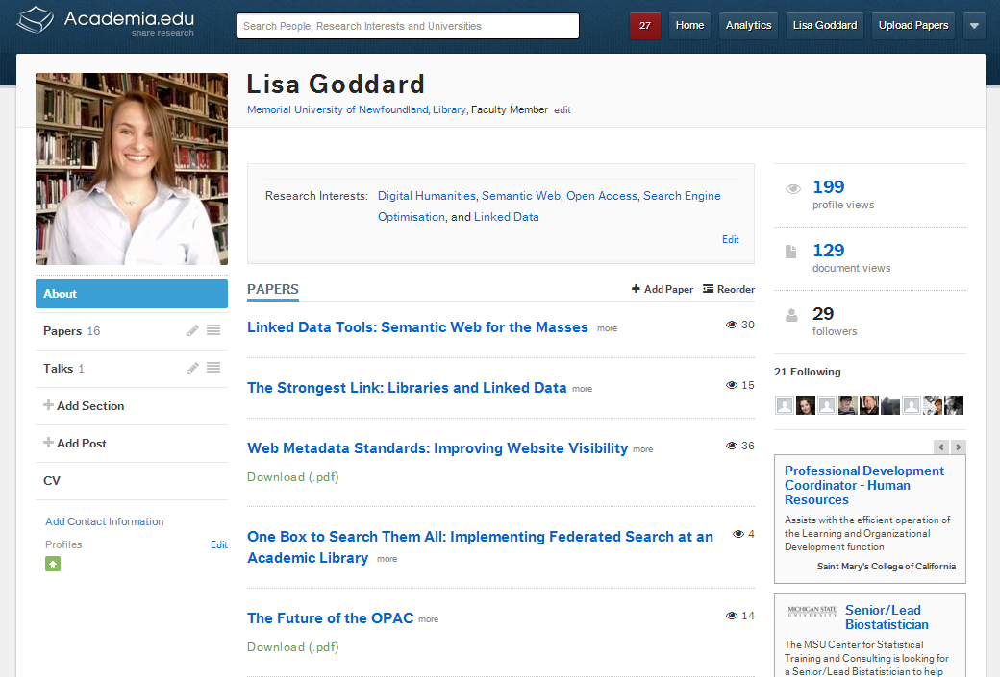 Academia.edu
share research
Search People, Research Interests and Universities
27
Home
Analytics
Lisa Goddard
Upload Papers
Lisa Goddard
Memorial University of Newfoundland, Library, Faculty Member edit
Research Interests: Digital Humanities, Semantic Web, Open Access, Search Engine
Optimisation, and Linked Data
Edit
About
Papers 16
Talks 1
Add Section
Add Post
CV
Add Contact Information
Profiles Edit
PAPERS
Add Paper Reorder
Linked Data Tools: Semantic Web for the Masses more 30
The Strongest Link: Libraries and Linked Data more 15
Web Metadata Standards: Improving Website Visibility more 36
Download (.pdf)
One Box to Search Them All: Implementing Federated Search at an 4
Academic Library more
The Future of the OPAC more 14
Download (.pdf)
199
profile views
129
document views
29
followers
21 Following
Professional Development
Coordinator - Human
Resources
Assists with the efficient operation of
the Learning and Organizational
Development function
Saint Mary's College of California
MICHIGAN STATE
UNIVERSITY
Senior/Lead
Biostatistician
The MSU Center for Statistical
Training and Consulting is looking for
a Senior/Lead Bistatistician to help